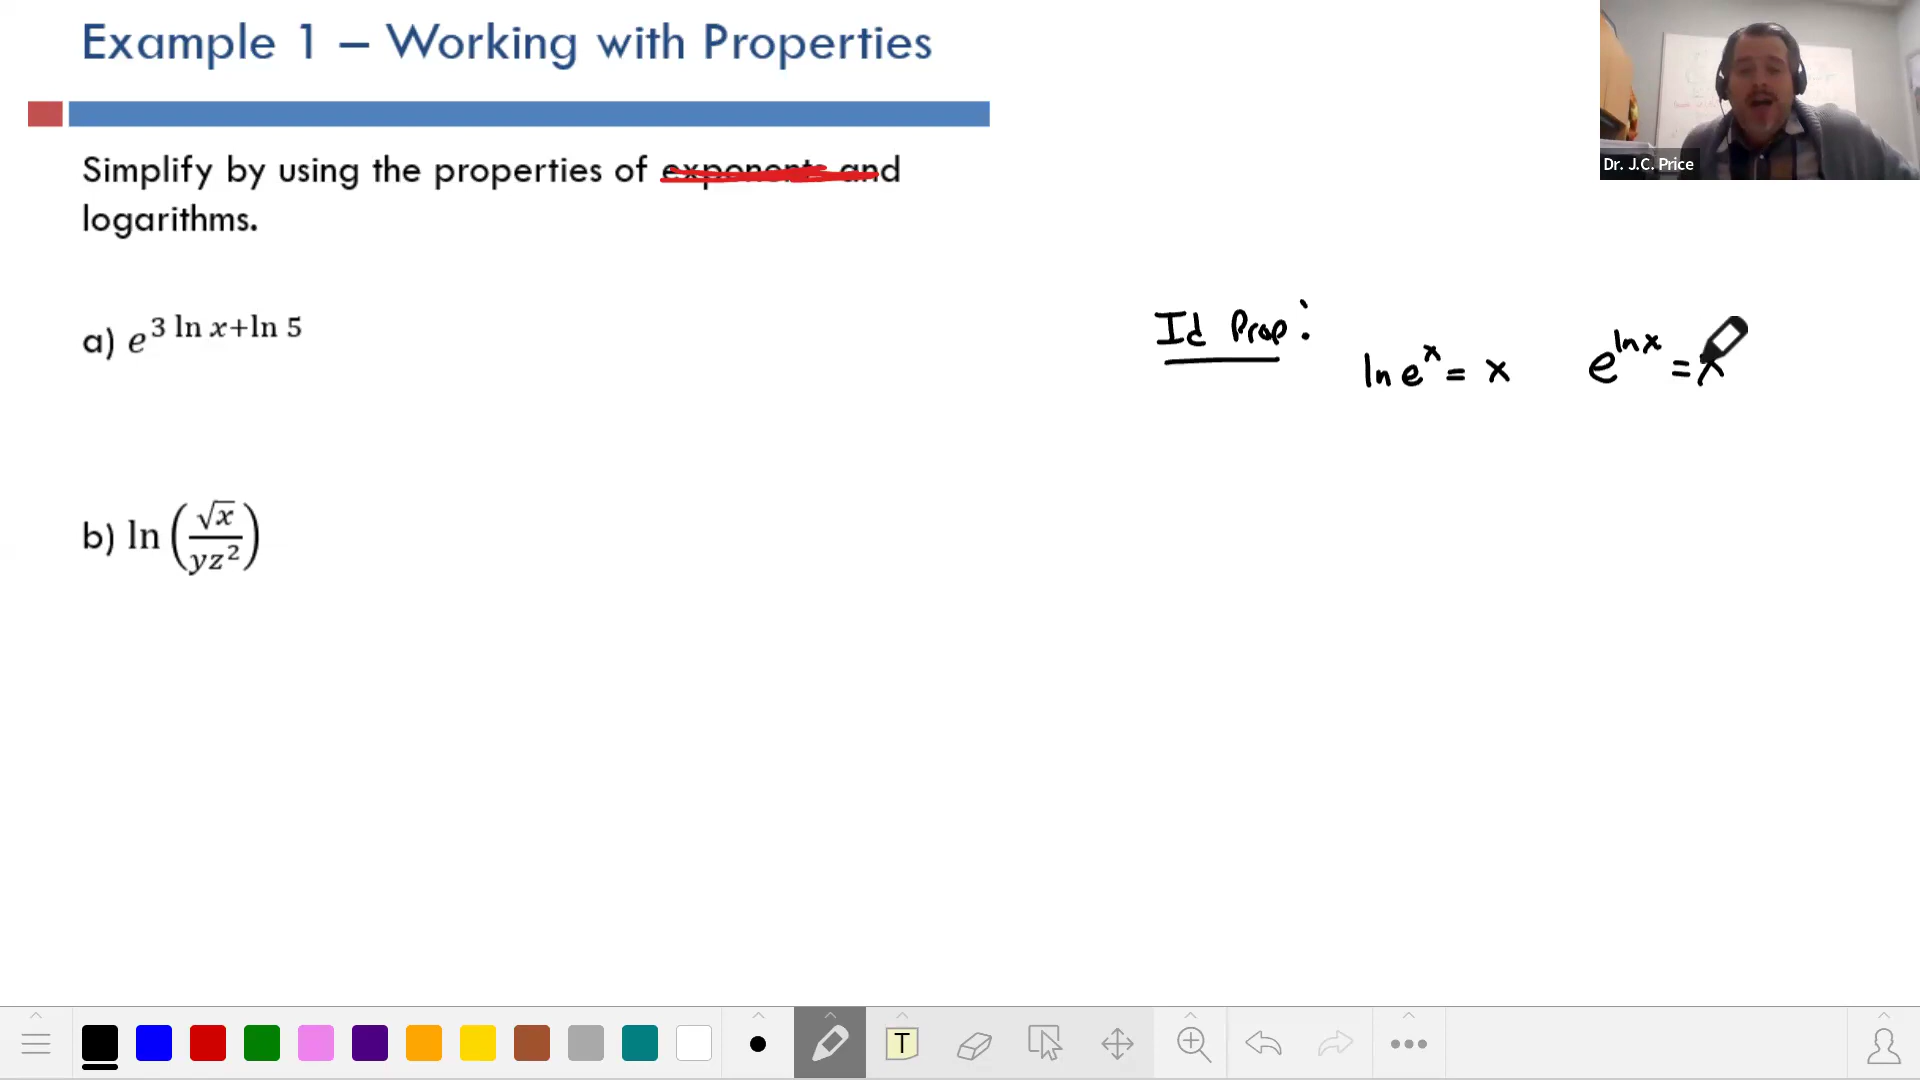 Example 1 – Working with Properties
Dr. J.C. Price
Simplify by using the properties of exponents and
logarithms.
a) e^{3 ln x+ln 5}
Id Prop:
ln e^x = x    e^{ln x} = x
b) ln (√x / yz²)
T